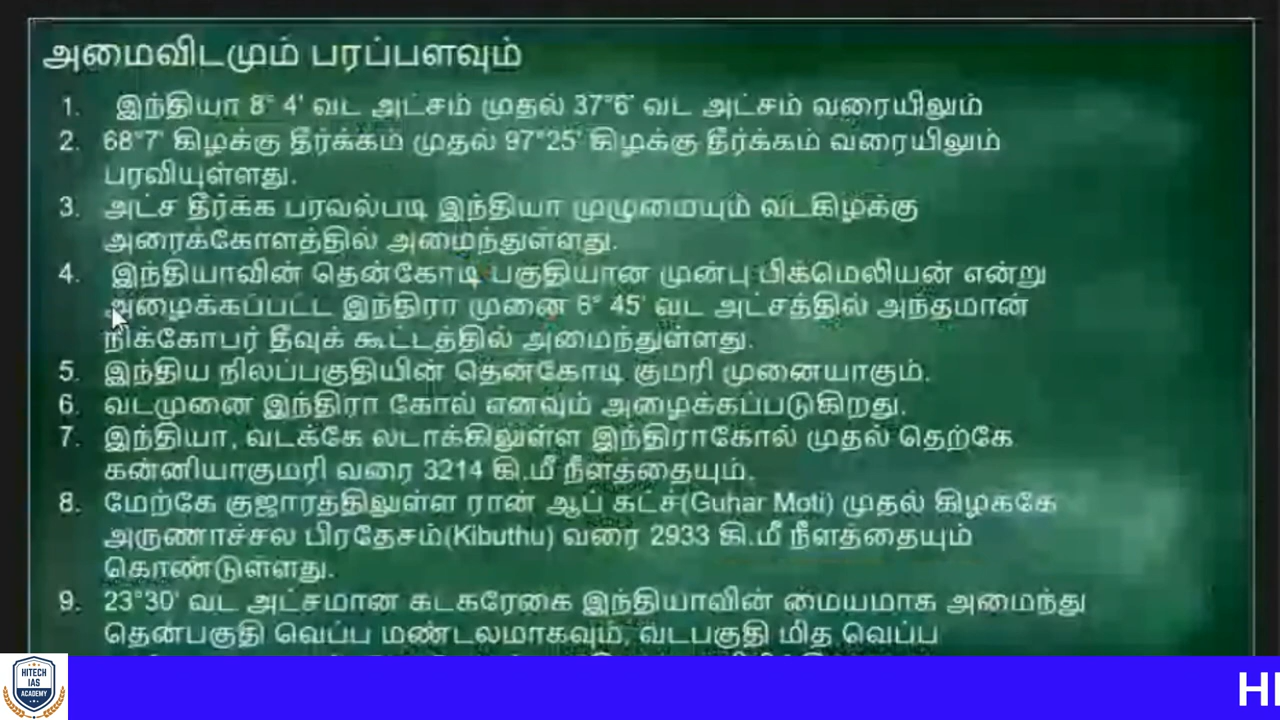 அமைவிடமும் பரப்பளவும்
1. இந்தியா 8° 4' வட அட்சம் முதல் 37°6' வட அட்சம் வரையிலும்
2. 68°7' கிழக்கு தீர்க்கம் முதல் 97°25' கிழக்கு தீர்க்கம் வரையிலும்
பரவியுள்ளது.
3. அட்ச தீர்க்க பரவல்படி இந்தியா முழுமையும் வடகிழக்கு
அரைக்கோளத்தில் அமைந்துள்ளது.
4. இந்தியாவின் தென்கோடி பகுதியான முன்பு பிக்மெலியன் என்று
அழைக்கப்பட்ட இந்திரா முனை 6° 45' வட அட்சத்தில் அந்தமான்
நிக்கோபர் தீவுக் கூட்டத்தில் அமைந்துள்ளது.
5. இந்திய நிலப்பகுதியின் தென்கோடி குமரி முனையாகும்.
6. வடமுனை இந்திரா கோல் எனவும் அழைக்கப்படுகிறது.
7. இந்தியா, வடக்கே லடாக்கிலுள்ள இந்திராகோல் முதல் தெற்கே
கன்னியாகுமரி வரை 3214 கி.மீ நீளத்தையும்.
8. மேற்கே குஜராத்திலுள்ள ரான் ஆப் கட்ச்(Guhar Moti) முதல் கிழக்கே
அருணாச்சல பிரதேசம்(Kibuthu) வரை 2933 கி.மீ நீளத்தையும்
கொண்டுள்ளது.
9. 23°30' வட அட்சமான கடகரேகை இந்தியாவின் மையமாக அமைந்து
தென்பகுதி வெப்ப மண்டலமாகவும், வடபகுதி மித வெப்ப
HITECH
IAS
ACADEMY